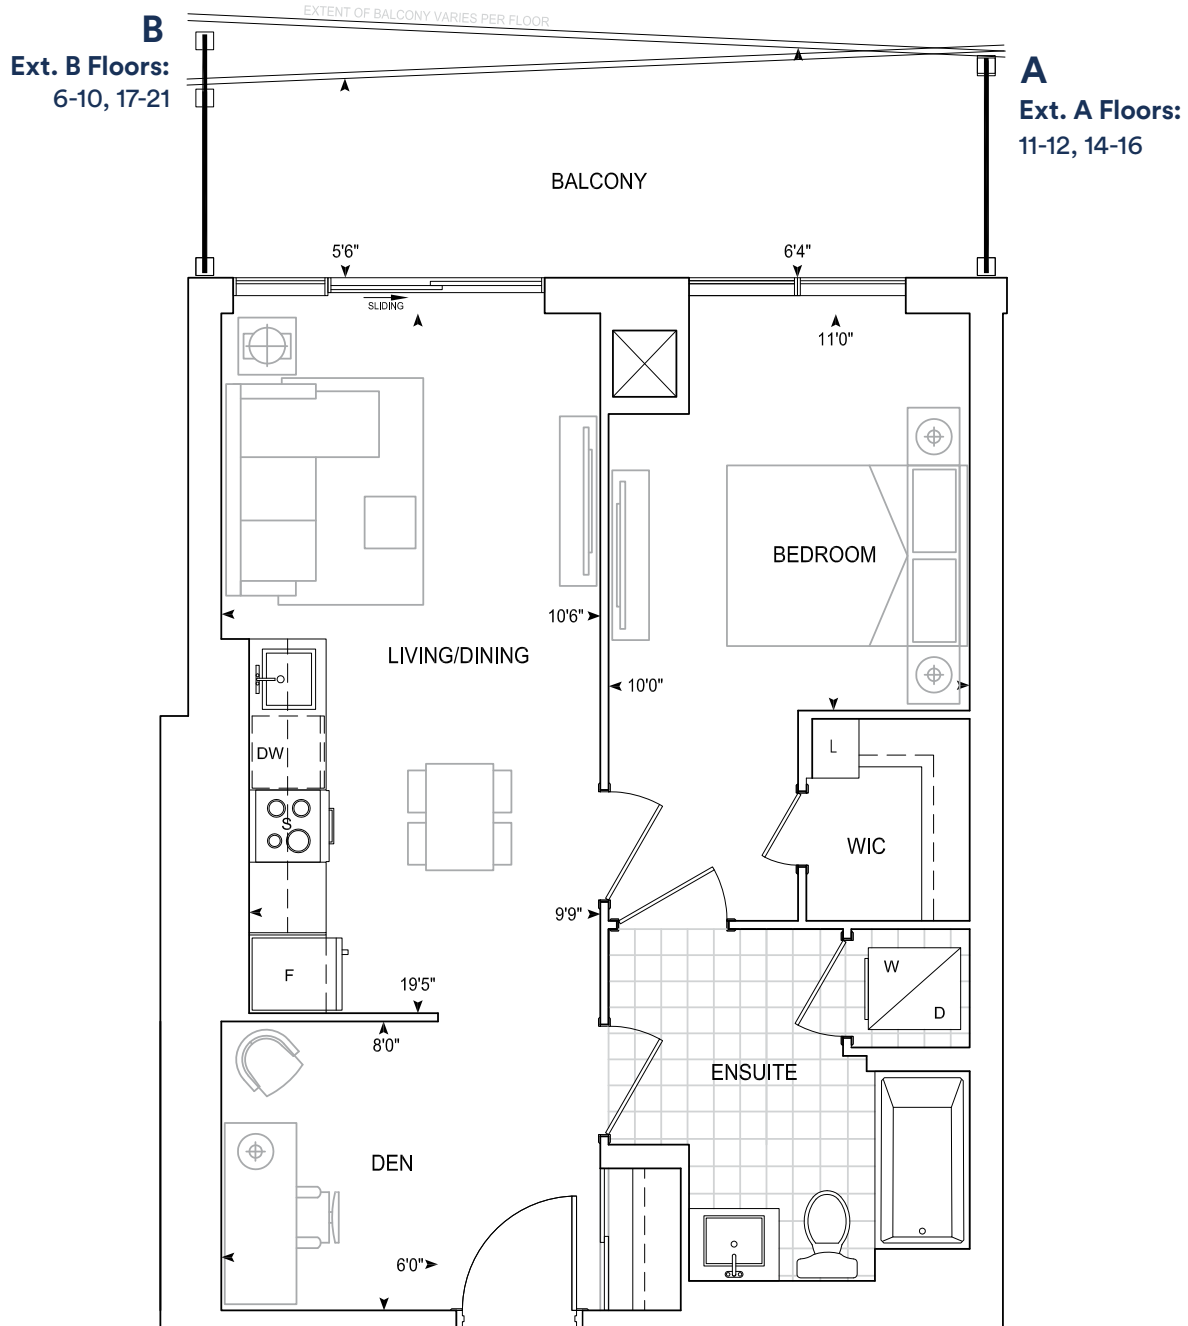 EXTENT OF BALCONY VARIES PER FLOOR
B
Ext. B Floors:
6-10, 17-21
A
Ext. A Floors:
11-12, 14-16
BALCONY
5'6"
6'4"
SLIDING
11'0"
BEDROOM
10'6"
LIVING/DINING
10'0"
DW
L
S
WIC
9'9"
F
19'5"
W
D
8'0"
ENSUITE
DEN
6'0"